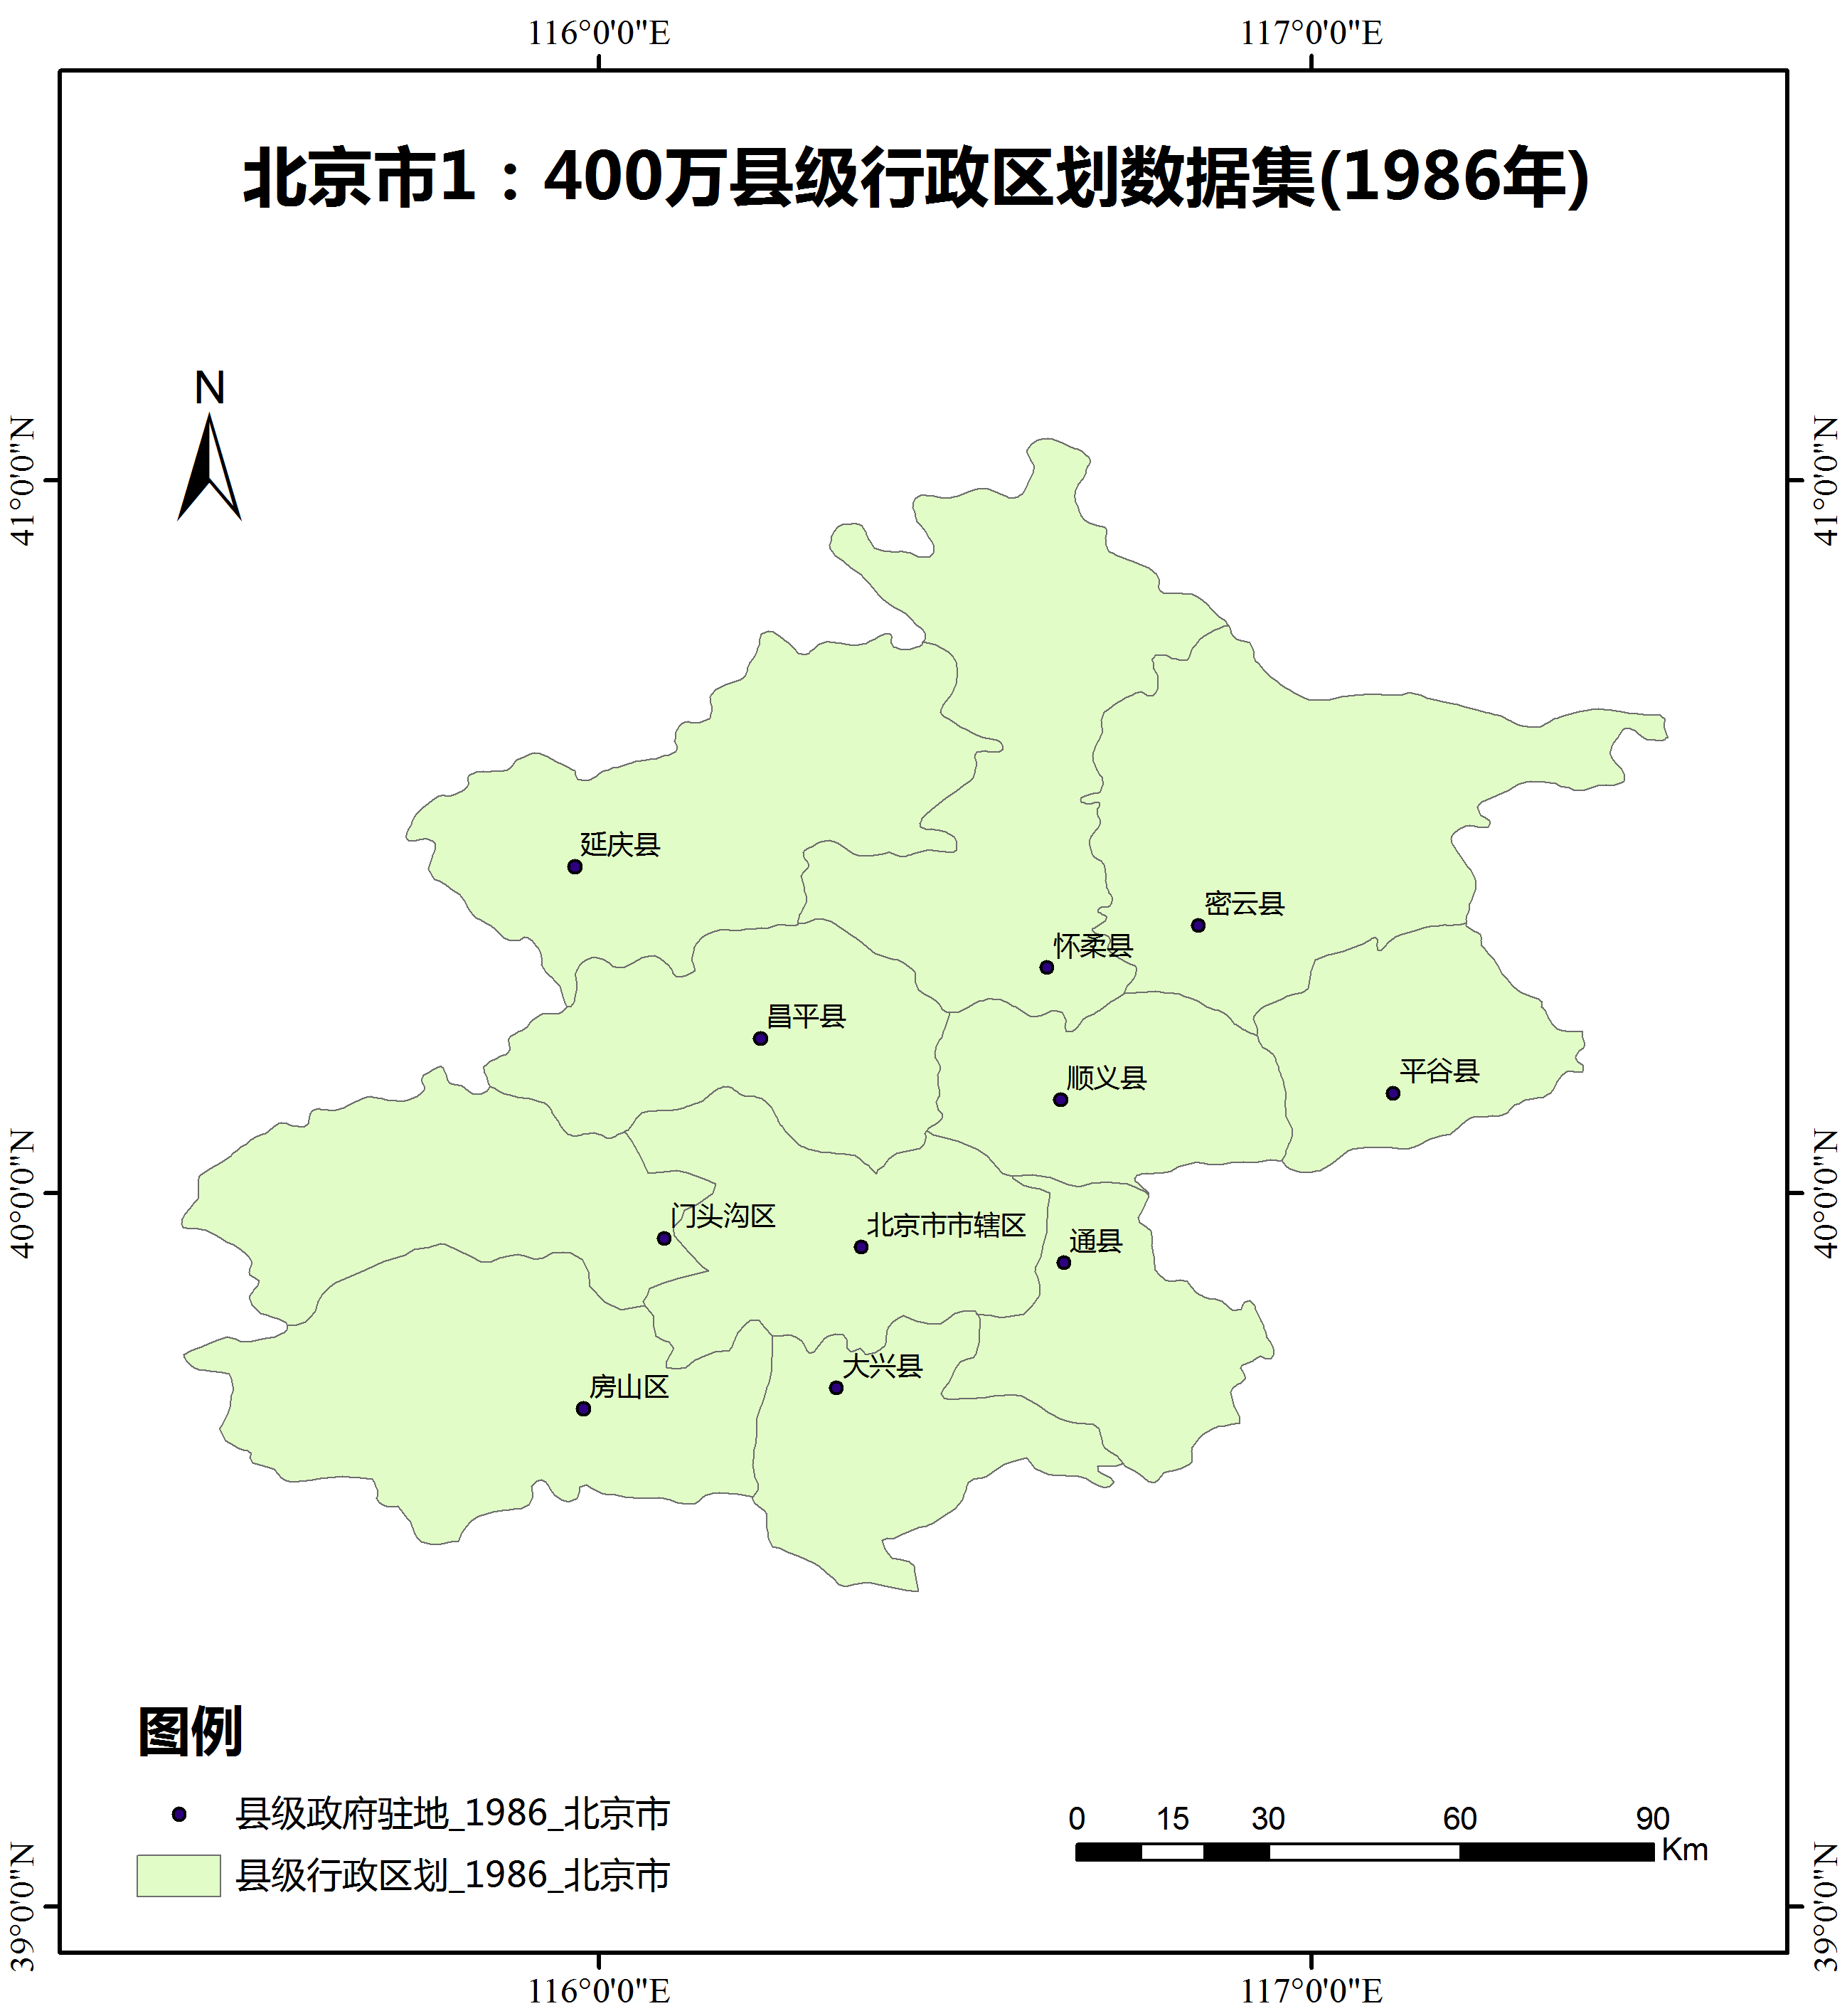 116°0'0"E
117°0'0"E
北京市1：400万县级行政区划数据集(1986年)
N
41°0'0"N
41°0'0"N
延庆县
密云县
怀柔县
昌平县
顺义县
平谷县
40°0'0"N
40°0'0"N
门头沟区
北京市市辖区
通县
大兴县
房山区
图例
县级政府驻地_1986_北京市
县级行政区划_1986_北京市
0 15 30 60 90
Km
39°0'0"N
39°0'0"N
116°0'0"E
117°0'0"E